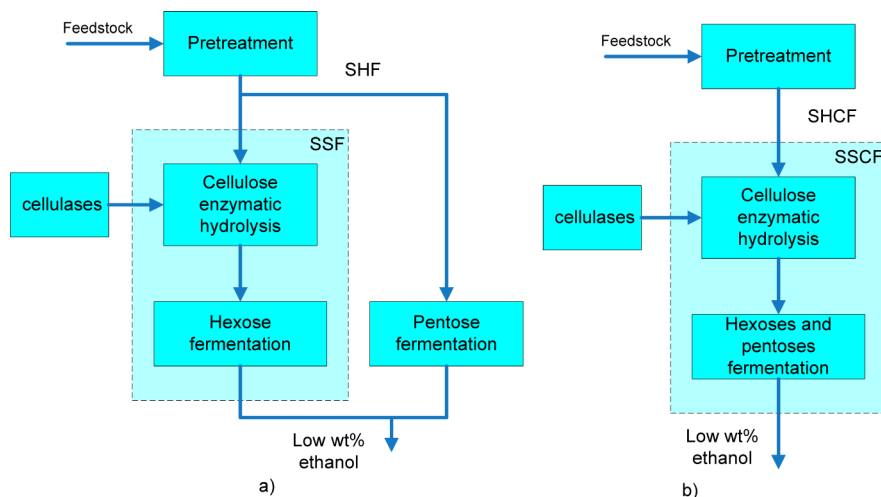 Feedstock
Pretreatment
SHF
SSF
cellulases
Cellulose
enzymatic
hydrolysis
Hexose
fermentation
Pentose
fermentation
Low wt%
ethanol
a)
Feedstock
Pretreatment
SHCF
SSCF
cellulases
Cellulose
enzymatic
hydrolysis
Hexoses and
pentoses
fermentation
Low wt%
ethanol
b)